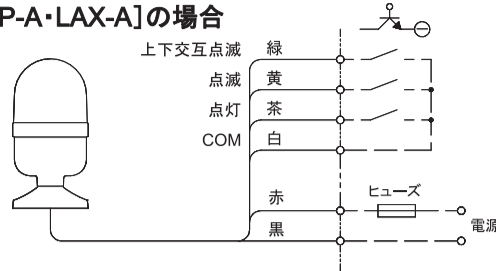 P-A・LAX-A]の場合
上下交互点滅 緑
点滅 黄
点灯 茶
COM 白
赤 ヒューズ
黒 電源